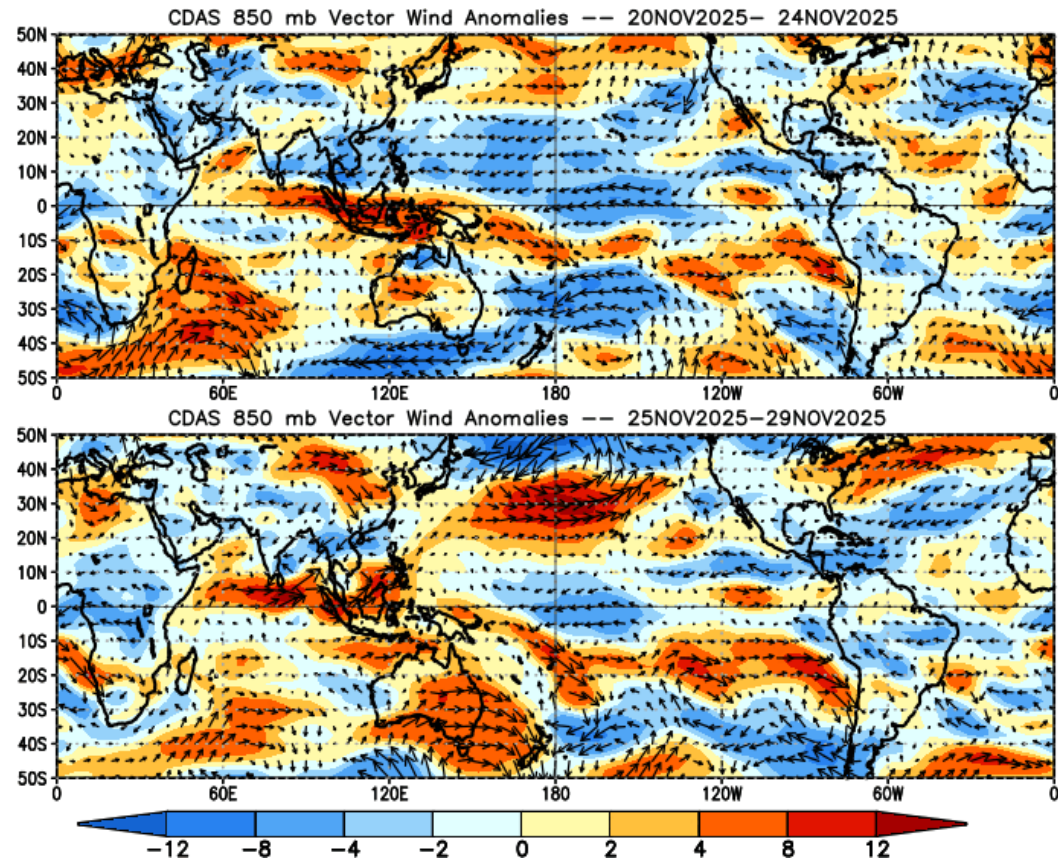 CDAS 850 mb Vector Wind Anomalies -- 20NOV2025- 24NOV2025
50N
40N
30N
20N
10N
0
10S
20S
30S
40S
50S
0 60E 120E 180 120W 60W 0
CDAS 850 mb Vector Wind Anomalies -- 25NOV2025-29NOV2025
50N
40N
30N
20N
10N
0
10S
20S
30S
40S
50S
0 60E 120E 180 120W 60W 0
-12 -8 -4 -2 0 2 4 8 12